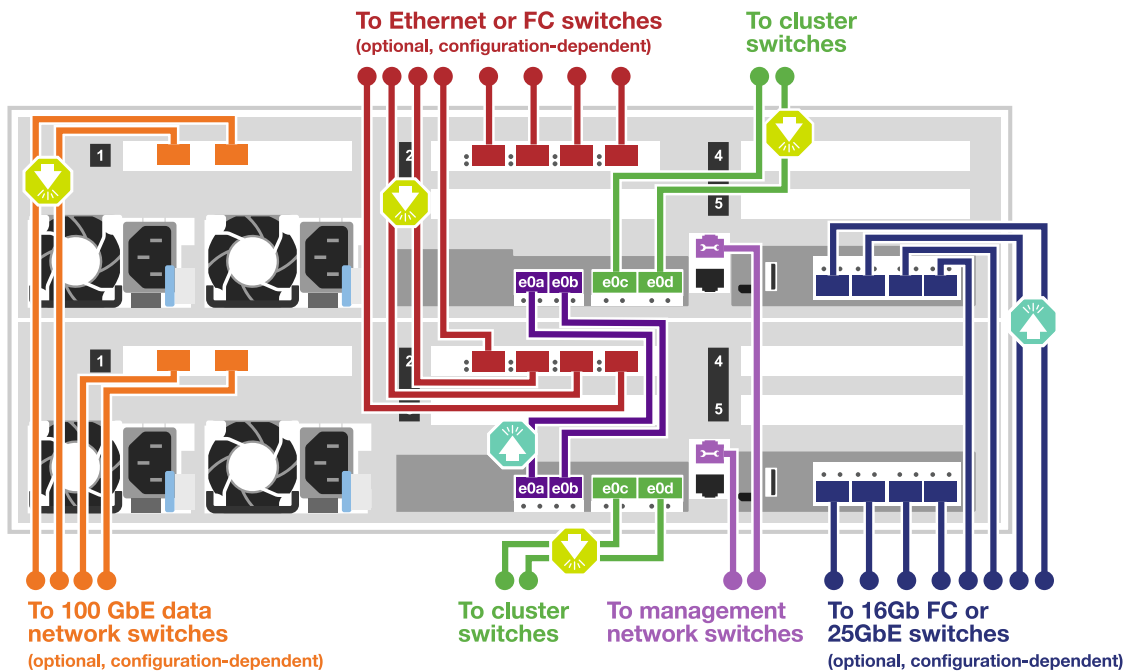 To Ethernet or FC switches
(optional, configuration-dependent)
To cluster
switches
1
2
4
5
e0a
e0b
e0c
e0d
1
2
4
5
e0a
e0b
e0c
e0d
To 100 GbE data
network switches
(optional, configuration-dependent)
To cluster
switches
To management
network switches
To 16Gb FC or
25GbE switches
(optional, configuration-dependent)